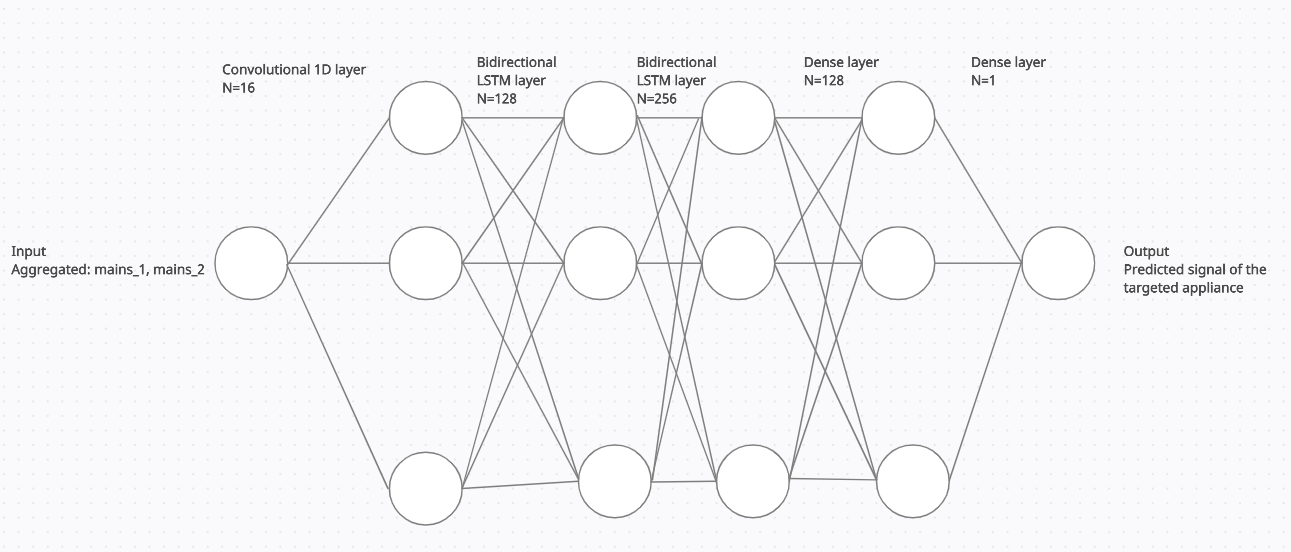 Convolutional 1D layer
N=16
Bidirectional
LSTM layer
N=128
Bidirectional
LSTM layer
N=256
Dense layer
N=128
Dense layer
N=1
Input
Aggregated: mains_1, mains_2
Output
Predicted signal of the
targeted appliance